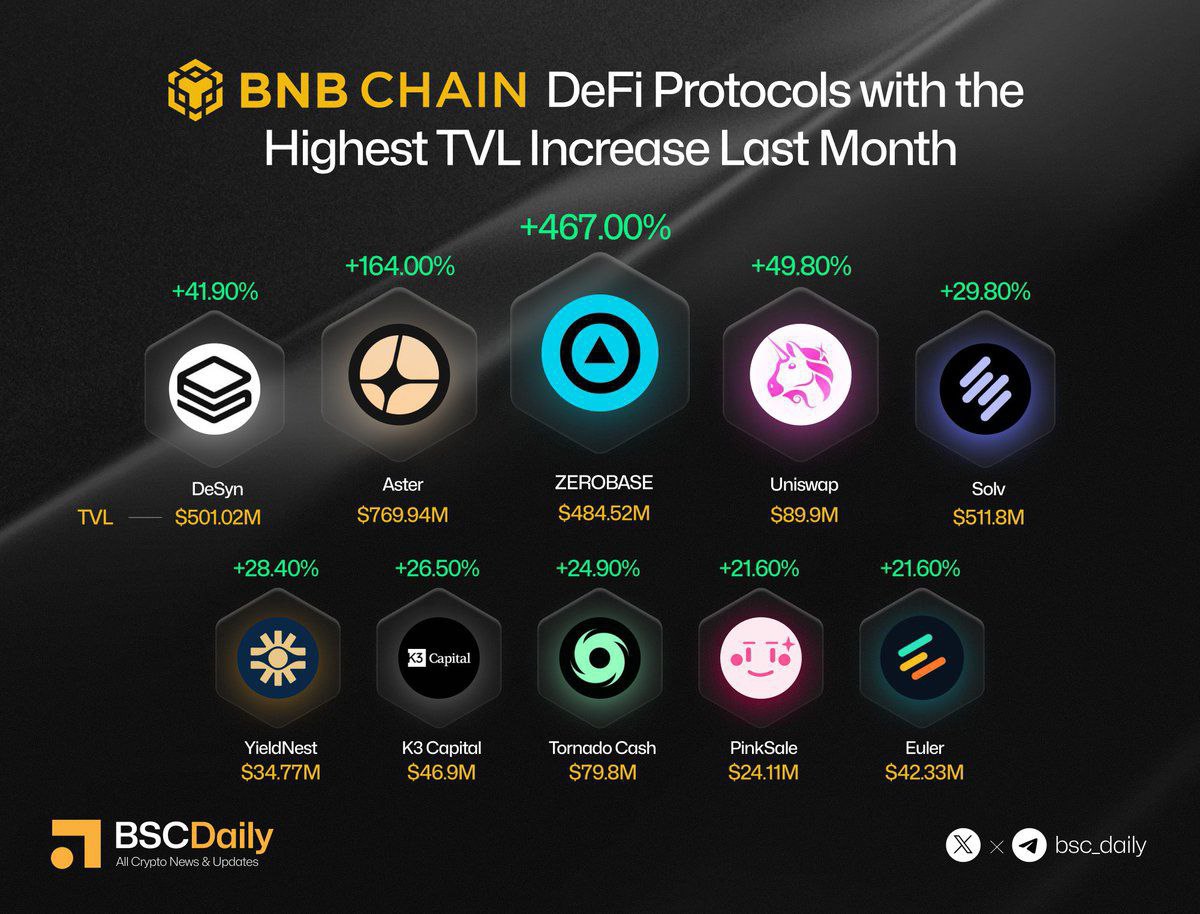 BNB CHAIN DeFi Protocols with the
Highest TVL Increase Last Month
+467.00%
+164.00%
+49.80%
+41.90%
+29.80%
DeSyn
Aster
ZEROBASE
Uniswap
Solv
TVL
$501.02M
$769.94M
$484.52M
$89.9M
$511.8M
+28.40%
+26.50%
+24.90%
+21.60%
+21.60%
K3 Capital
YieldNest
K3 Capital
Tornado Cash
PinkSale
Euler
$34.77M
$46.9M
$79.8M
$24.11M
$42.33M
BSCDaily
All Crypto News & Updates
bsc_daily